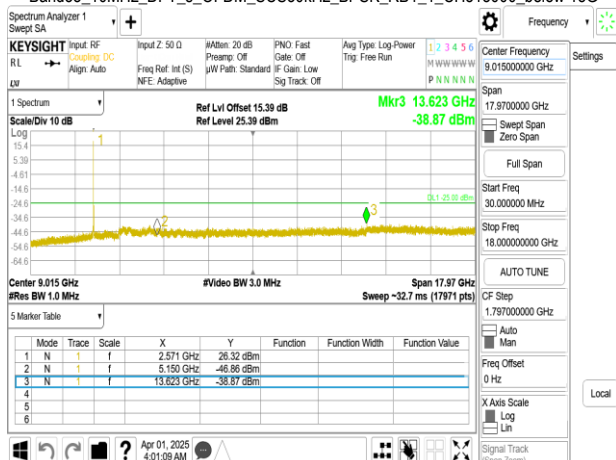 Spectrum Analyzer 1
Swept SA
+
Frequency
KEYSIGHT
Input: RF
Coupling: DC
Align: Auto
Input Z: 50 Ω
Freq Ref: Int (S)
NFE: Adaptive
#Atten: 20 dB
Preamp: Off
µW Path: Standard
PNO: Fast
Gate: Off
IF Gain: Low
Sig Track: Off
Avg Type: Log-Power
Trig: Free Run
1 2 3 4 5 6
M W W W W W
P N N N N N
RL
LXI
1 Spectrum
Scale/Div 10 dB
Ref Lvl Offset 15.39 dB
Ref Level 25.39 dBm
Mkr3 13.623 GHz
-38.87 dBm
Log
15.4
5.39
-4.61
-14.6
-24.6
-34.6
-44.6
-54.6
-64.6
1
2
3
DL1 -25.00 dBm
Center 9.015 GHz
#Res BW 1.0 MHz
#Video BW 3.0 MHz
Span 17.97 GHz
Sweep ~32.7 ms (17971 pts)
5 Marker Table
Mode Trace Scale X Y Function Function Width Function Value
1 N 1 f 2.571 GHz 26.32 dBm
2 N 1 f 5.150 GHz -46.86 dBm
3 N 1 f 13.623 GHz -38.87 dBm
4
5
6
?
Apr 01, 2025
4:01:09 AM
Center Frequency
9.015000000 GHz
Span
17.9700000 GHz
Swept Span
Zero Span
Full Span
Start Freq
30.000000 MHz
Stop Freq
18.000000000 GHz
AUTO TUNE
CF Step
1.797000000 GHz
Auto
Man
Freq Offset
0 Hz
X Axis Scale
Log
Lin
Signal Track
Settings
Local